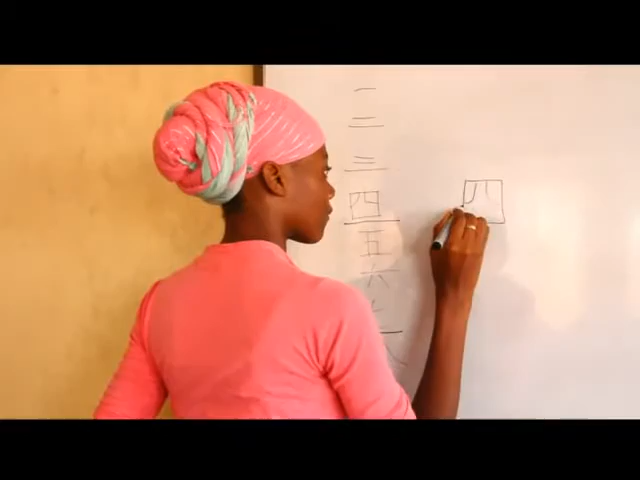 一
二
三
四
五
六
四